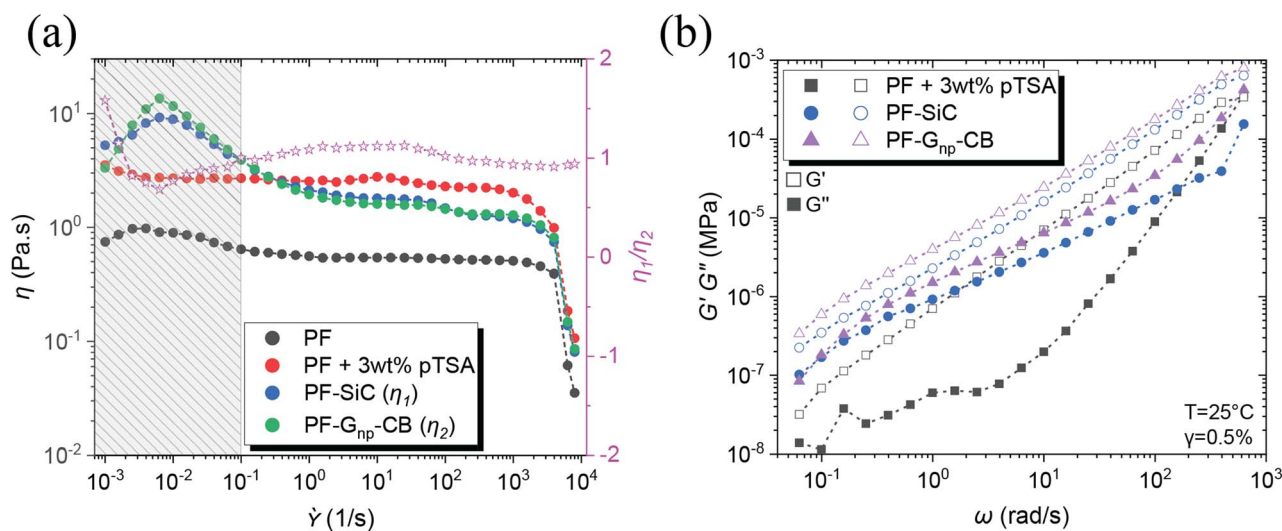 (a)
η (Pa.s)
10¹
10⁰
10⁻¹
10⁻²
10⁻³ 10⁻² 10⁻¹ 10⁰ 10¹ 10² 10³ 10⁴
γ̇ (1/s)
2
1
0
-1
-2
η₁/η₂
PF
PF + 3wt% pTSA
PF-SiC (η₁)
PF-Gₙₚ-CB (η₂)
(b)
G' G" (MPa)
10⁻³
10⁻⁴
10⁻⁵
10⁻⁶
10⁻⁷
10⁻⁸
10⁻¹ 10⁰ 10¹ 10² 10³
ω (rad/s)
PF + 3wt% pTSA
PF-SiC
PF-Gₙₚ-CB
G'
G"
T=25°C
γ=0.5%